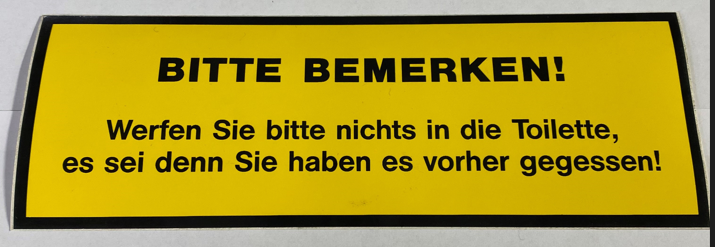 BITTE BEMERKEN!
Werfen Sie bitte nichts in die Toilette,
es sei denn Sie haben es vorher gegessen!